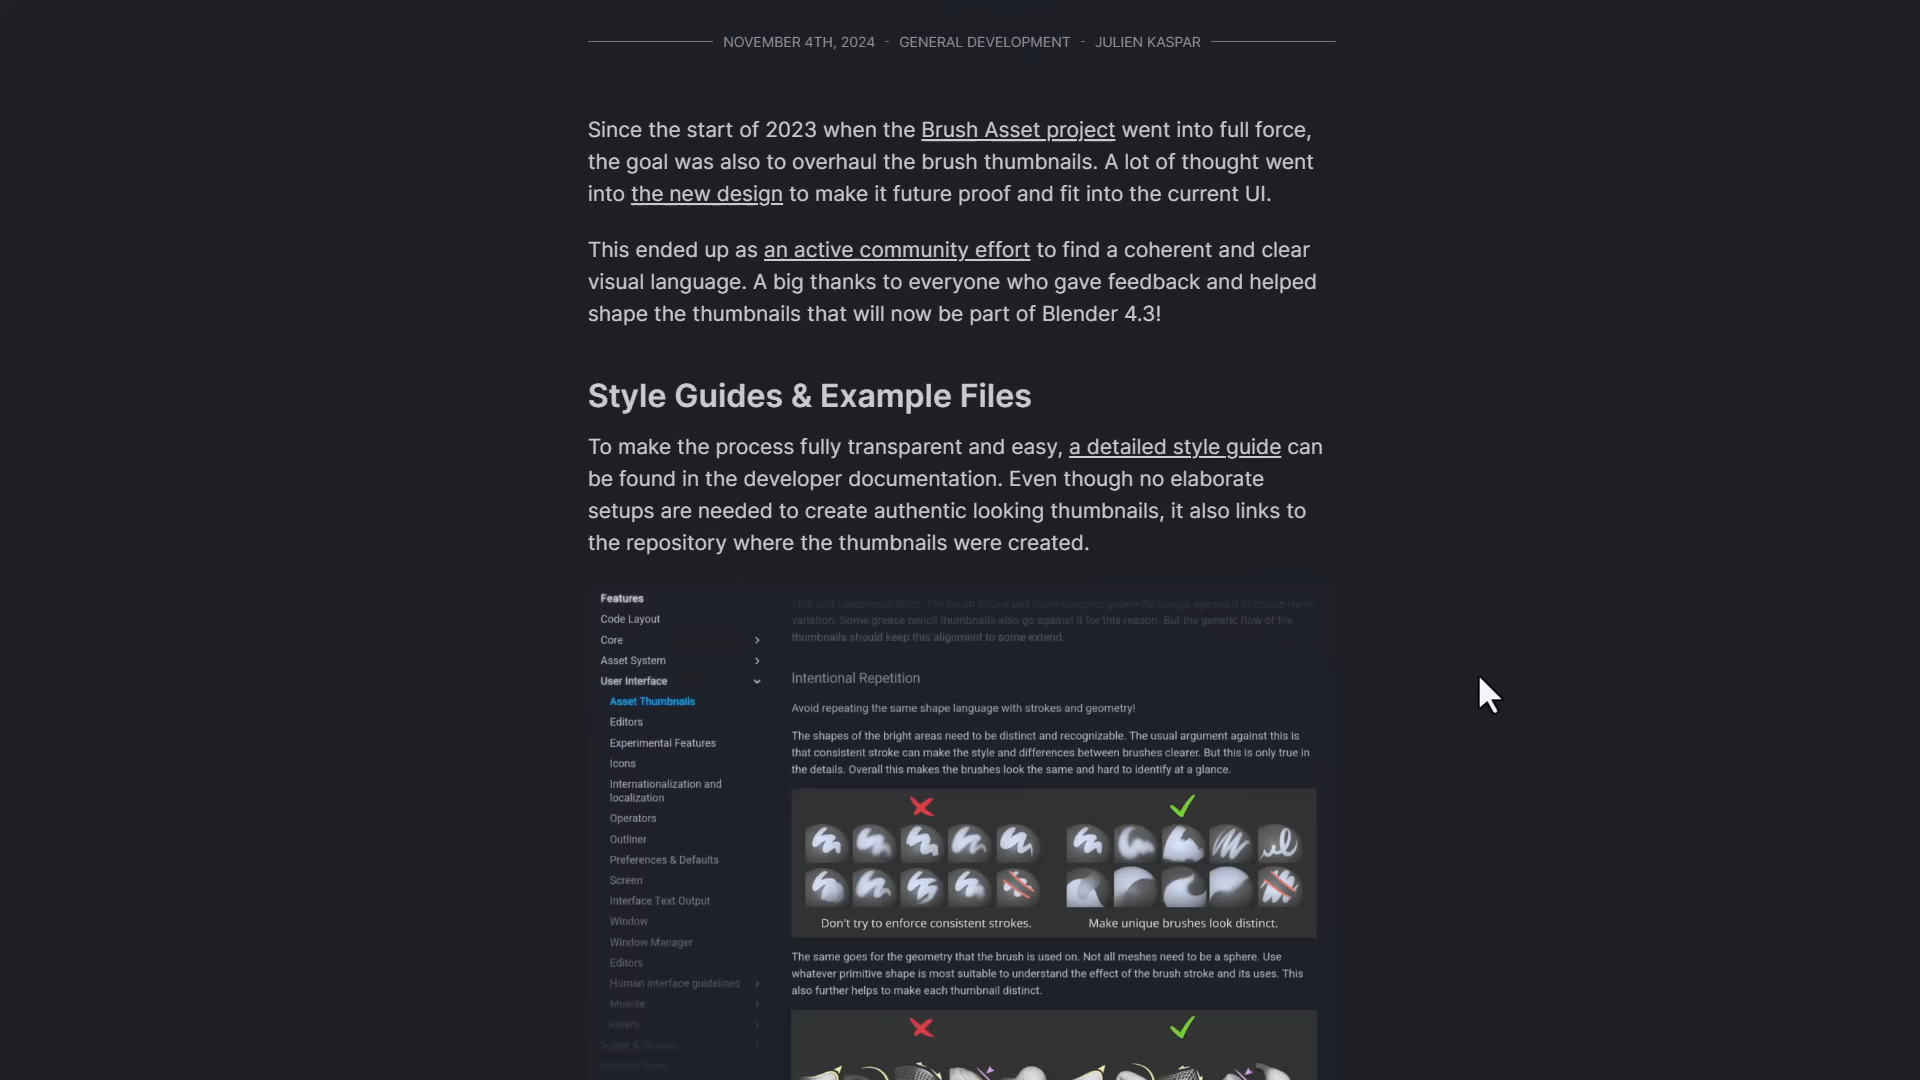 NOVEMBER 4TH, 2024 - GENERAL DEVELOPMENT - JULIEN KASPAR
Since the start of 2023 when the Brush Asset project went into full force,
the goal was also to overhaul the brush thumbnails. A lot of thought went
into the new design to make it future proof and fit into the current UI.
This ended up as an active community effort to find a coherent and clear
visual language. A big thanks to everyone who gave feedback and helped
shape the thumbnails that will now be part of Blender 4.3!
Style Guides & Example Files
To make the process fully transparent and easy, a detailed style guide can
be found in the developer documentation. Even though no elaborate
setups are needed to create authentic looking thumbnails, it also links to
the repository where the thumbnails were created.
Features
Code Layout
Core
Asset System
User Interface
Asset Thumbnails
Editors
Experimental Features
Icons
Internationalization and
localization
Operators
Outliner
Preferences & Defaults
Screen
Interface Text Output
Window
Window Manager
Editors
Human interface guidelines
This isn't completely strict. The brush stroke and more complex geometry can go against it to create more
variation. Some grease pencil thumbnails also go against it for this reason. But the generic flow of the
thumbnails should keep this alignment to some extend.
Intentional Repetition
Avoid repeating the same shape language with strokes and geometry!
The shapes of the bright areas need to be distinct and recognizable. The usual argument against this is
that consistent stroke can make the style and differences between brushes clearer. But this is only true in
the details. Overall this makes the brushes look the same and hard to identify at a glance.
Don't try to enforce consistent strokes.
Make unique brushes look distinct.
The same goes for the geometry that the brush is used on. Not all meshes need to be a sphere. Use
whatever primitive shape is most suitable to understand the effect of the brush stroke and its uses. This
also further helps to make each thumbnail distinct.